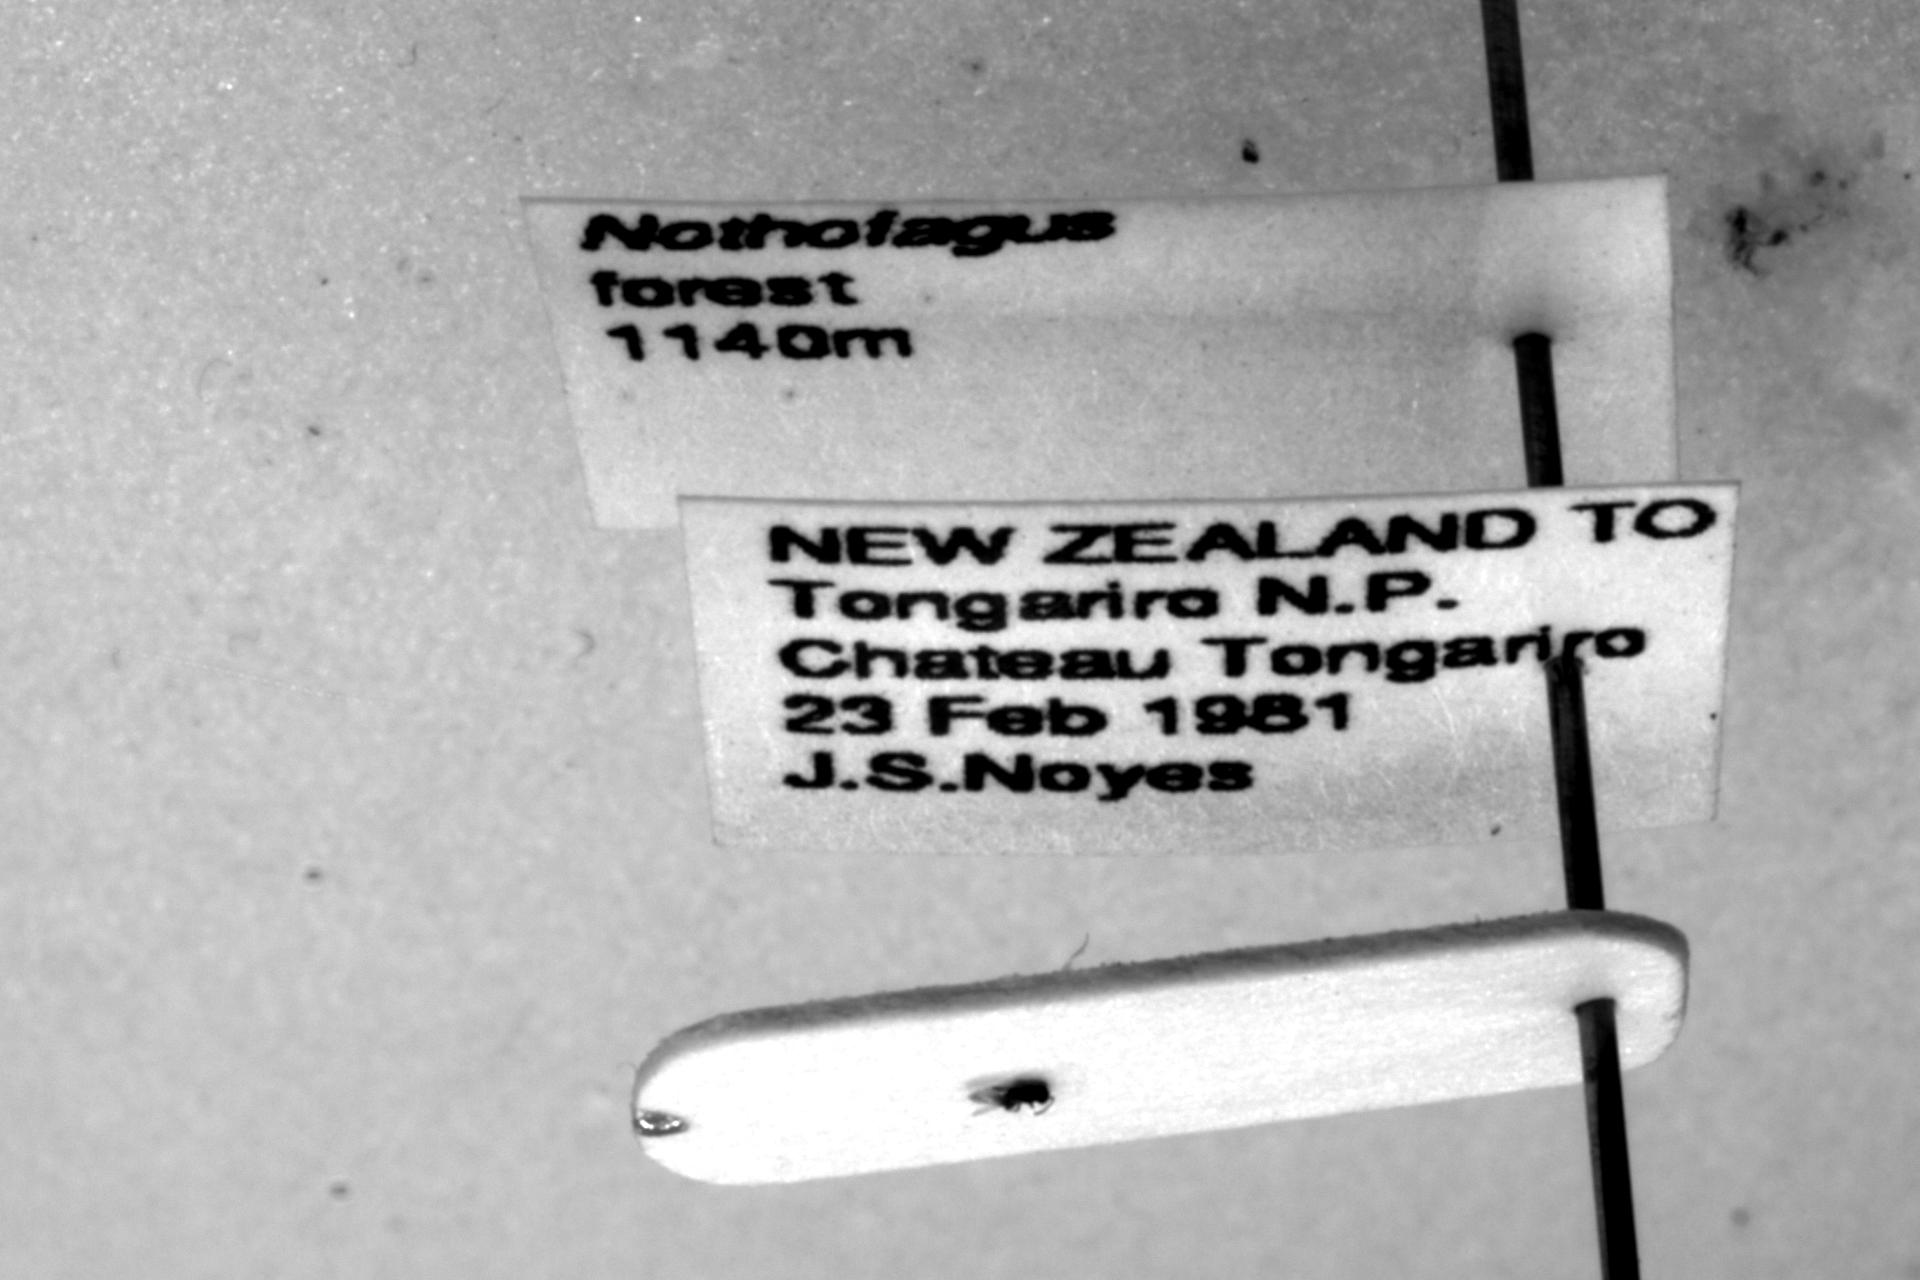 Nothofagus
forest
1140m
NEW ZEALAND TO
Tongariro N.P.
Chateau Tongariro
23 Feb 1981
J.S.Noyes